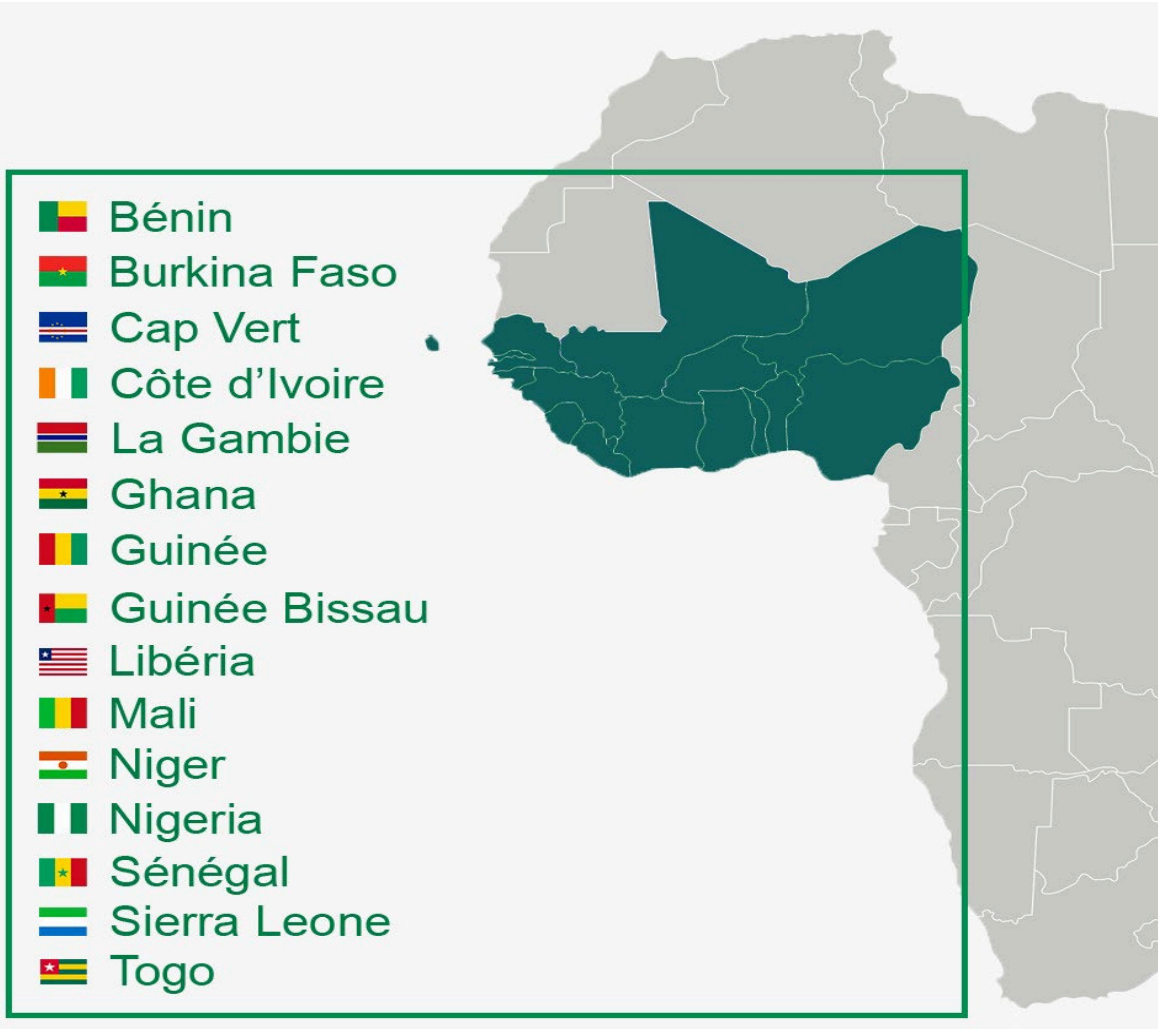 Bénin
Burkina Faso
Cap Vert
Côte d’Ivoire
La Gambie
Ghana
Guinée
Guinée Bissau
Libéria
Mali
Niger
Nigeria
Sénégal
Sierra Leone
Togo